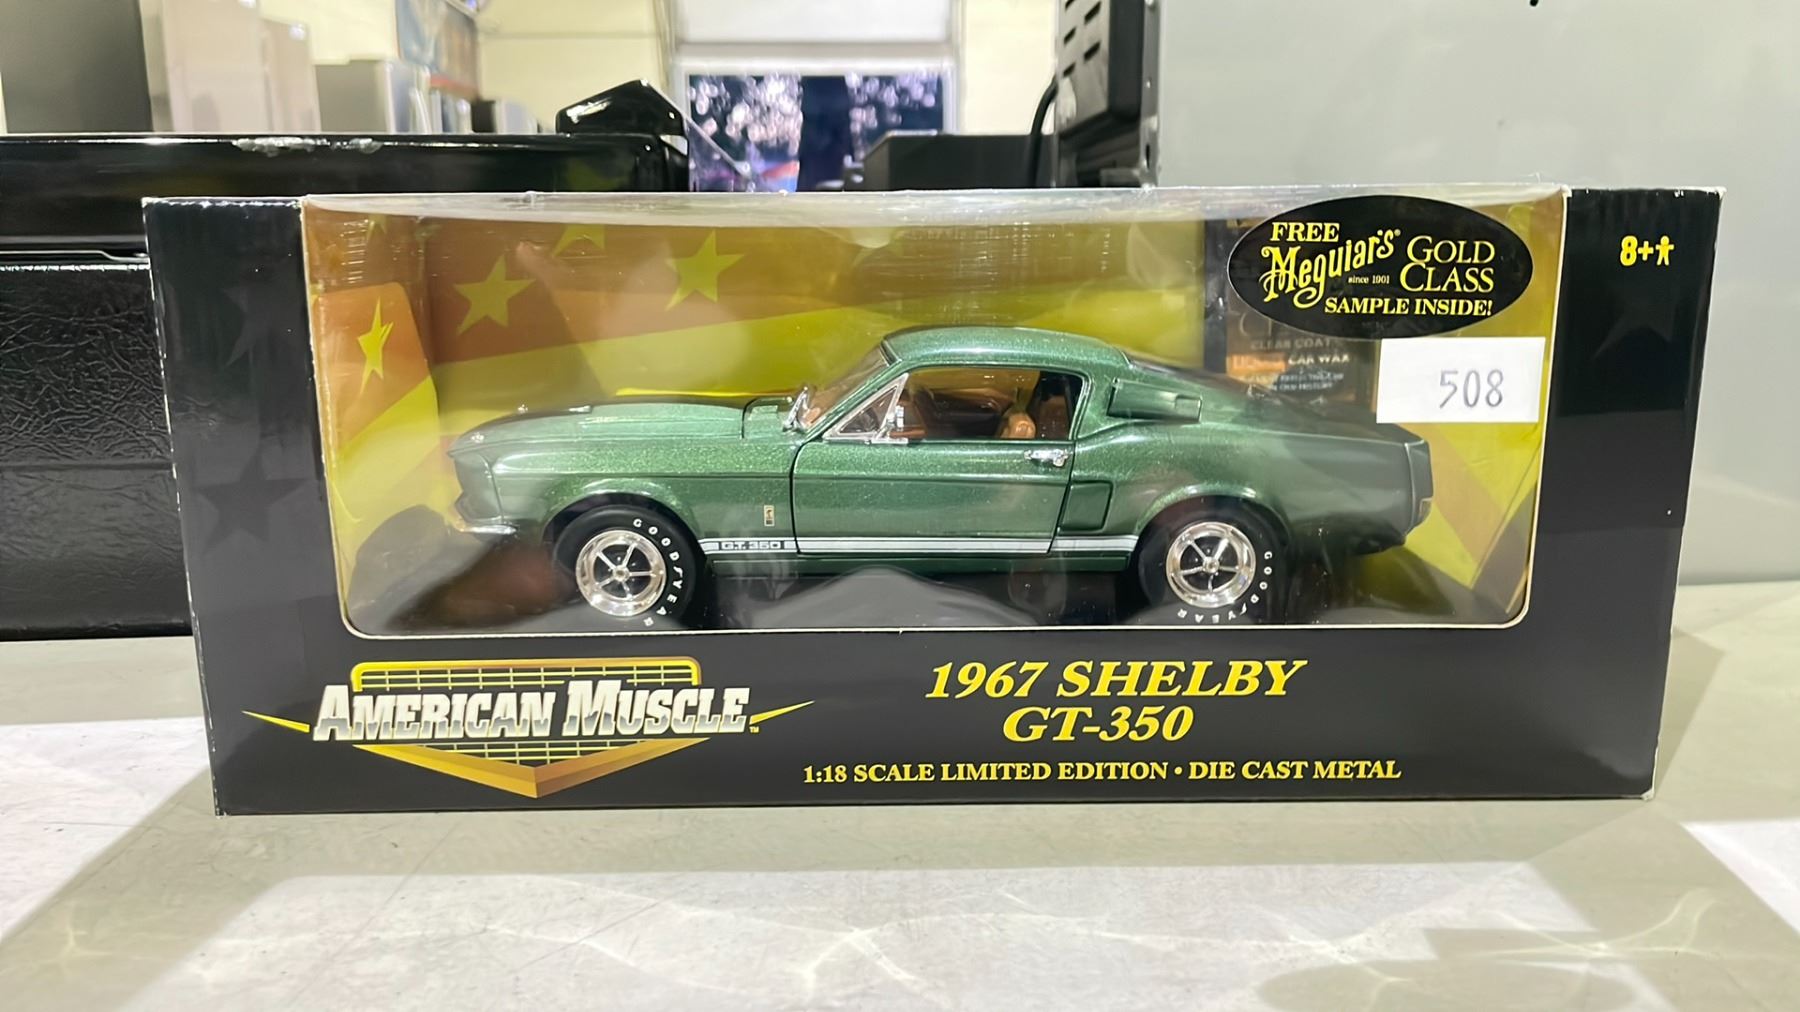 FREE
Meguiar's GOLD
since 1901 CLASS
SAMPLE INSIDE!
8+
CLEAR COAT
CAR WAX
508
GOODYEAR
G.T. 350
GOODYEAR
AMERICAN MUSCLE™
1967 SHELBY
GT-350
1:18 SCALE LIMITED EDITION • DIE CAST METAL